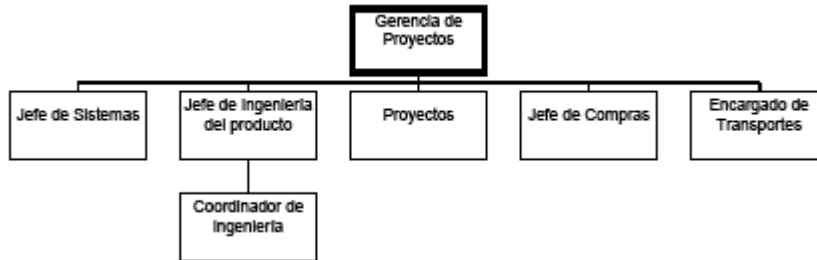 Gerencia de
Proyectos
Jefe de Sistemas
Jefe de Ingenieria
del producto
Proyectos
Jefe de Compras
Encargado de
Transportes
Coordinador de
Ingenieria